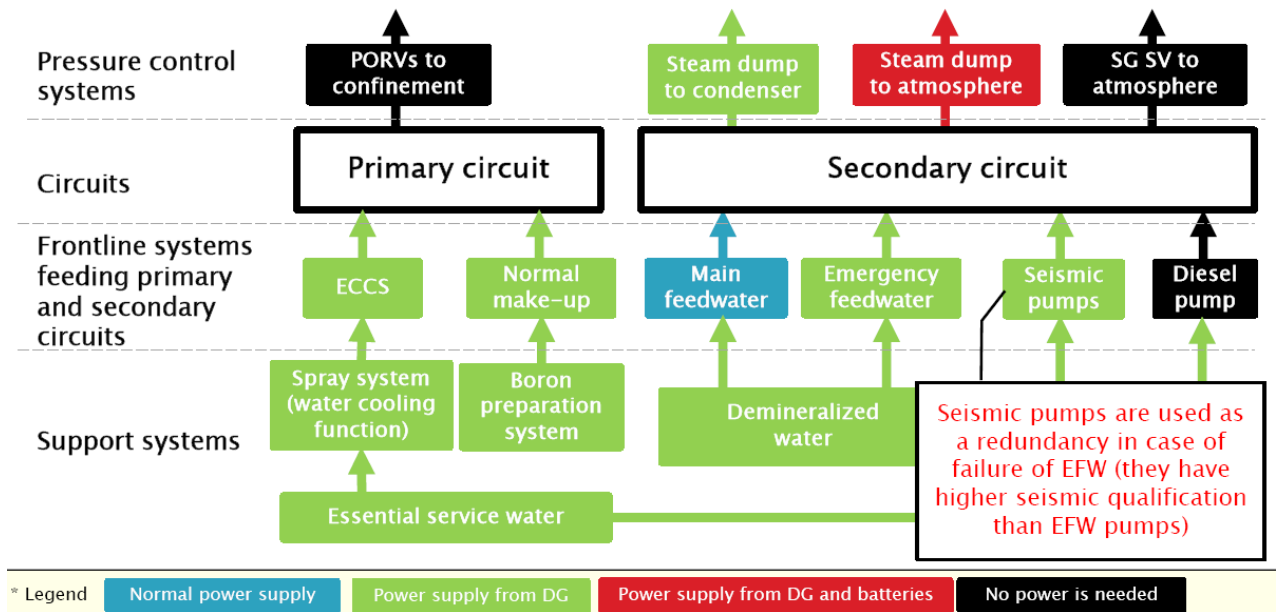 Pressure control
systems
PORVs to
confinement
Steam dump
to condenser
Steam dump
to atmosphere
SG SV to
atmosphere
Circuits
Primary circuit
Secondary circuit
Frontline systems
feeding primary
and secondary
circuits
ECCS
Normal
make-up
Main
feedwater
Emergency
feedwater
Seismic
pumps
Diesel
pump
Support systems
Spray system
(water cooling
function)
Boron
preparation
system
Demineralized
water
Essential service water
Seismic pumps are used as
a redundancy in case of
failure of EFW (they have
higher seismic qualification
than EFW pumps)
* Legend
Normal power supply
Power supply from DG
Power supply from DG and batteries
No power is needed